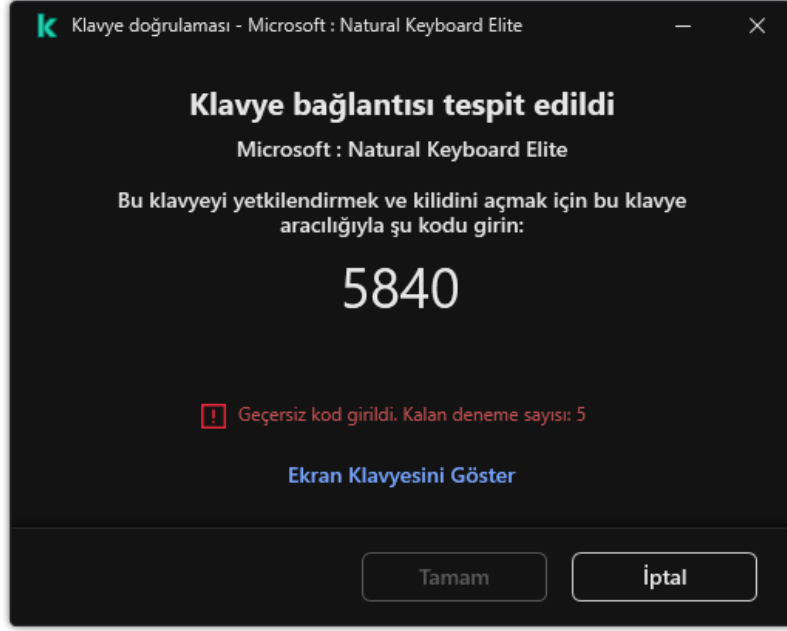 Klavye doğrulaması - Microsoft : Natural Keyboard Elite
Klavye bağlantısı tespit edildi
Microsoft : Natural Keyboard Elite
Bu klavyeyi yetkilendirmek ve kilidini açmak için bu klavye
aracılığıyla şu kodu girin:
5840
Geçersiz kod girildi. Kalan deneme sayısı: 5
Ekran Klavyesini Göster
Tamam
İptal